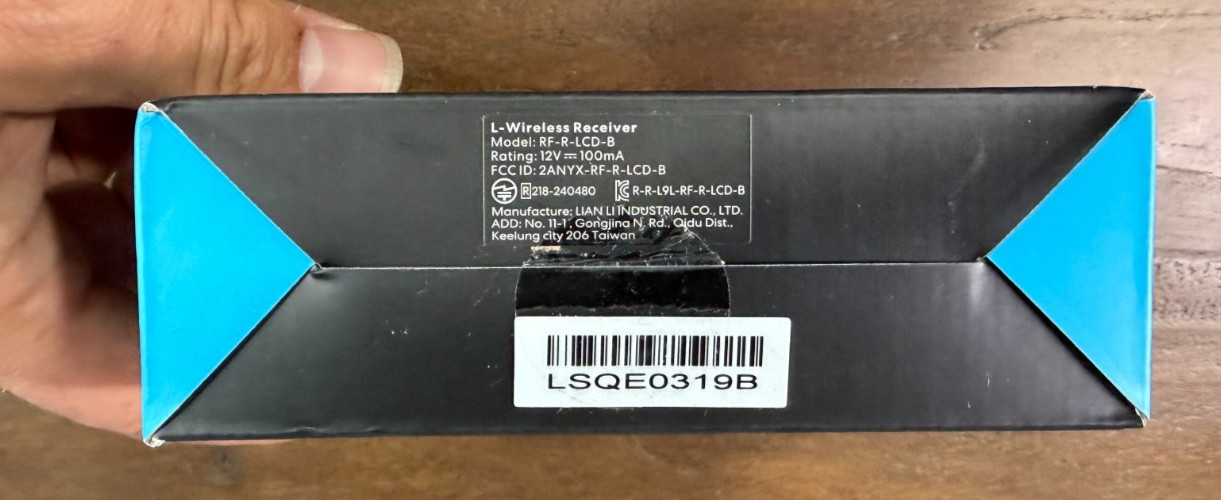 L-Wireless Receiver
Model: RF-R-LCD-B
Rating: 12V ⎓ 100mA
FCC ID: 2ANYX-RF-R-LCD-B
R 218-240480 R-R-L9L-RF-R-LCD-B
Manufacture: LIAN LI INDUSTRIAL CO., LTD.
ADD: No. 11-1, Gongjina N. Rd., Qidu Dist.,
Keelung city 206 Taiwan
LSQE0319B